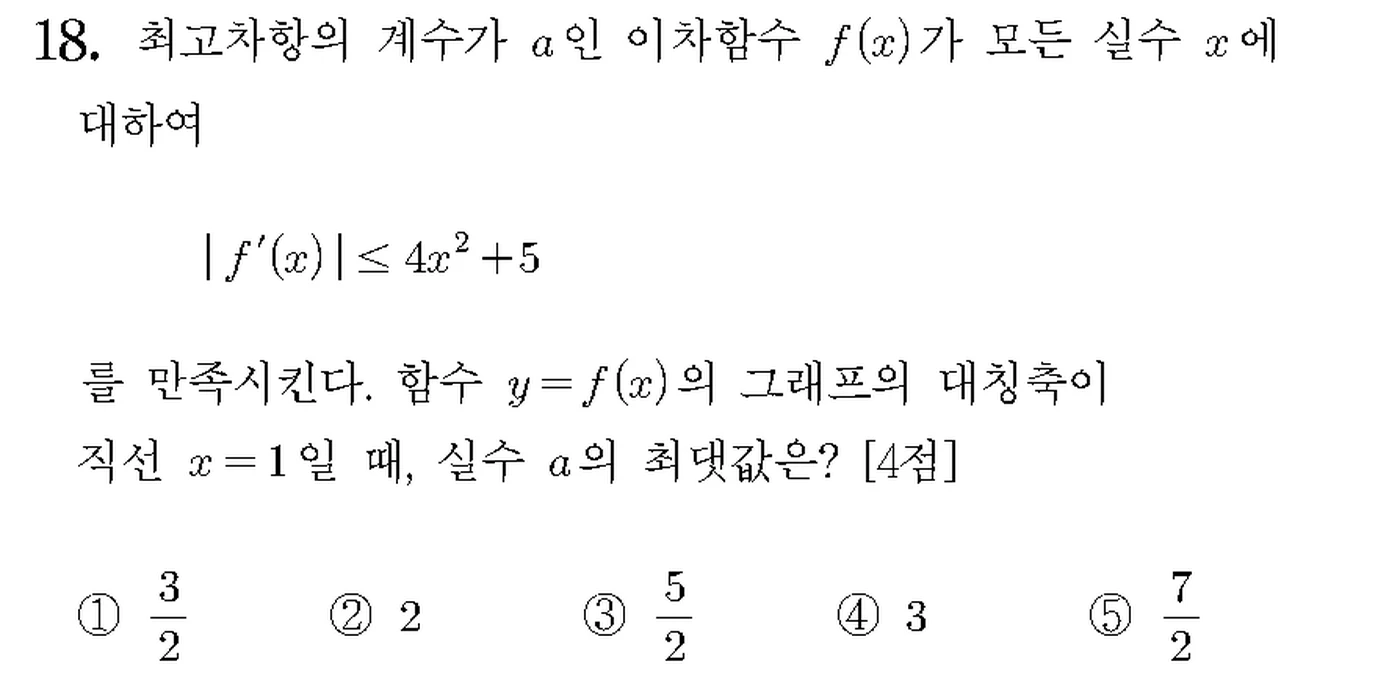 18. 최고차항의 계수가 a인 이차함수 f(x)가 모든 실수 x에
대하여
|f′(x)| ≤ 4x²+5
를 만족시킨다. 함수 y=f(x)의 그래프의 대칭축이
직선 x=1일 때, 실수 a의 최댓값은? [4점]
① 3/2 ② 2 ③ 5/2 ④ 3 ⑤ 7/2